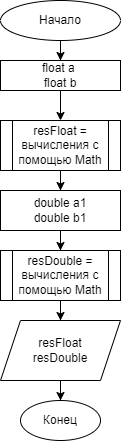 Начало
float a
float b
resFloat =
вычисления с
помощью Math
double a1
double b1
resDouble =
вычисления с
помощью Math
resFloat
resDouble
Конец